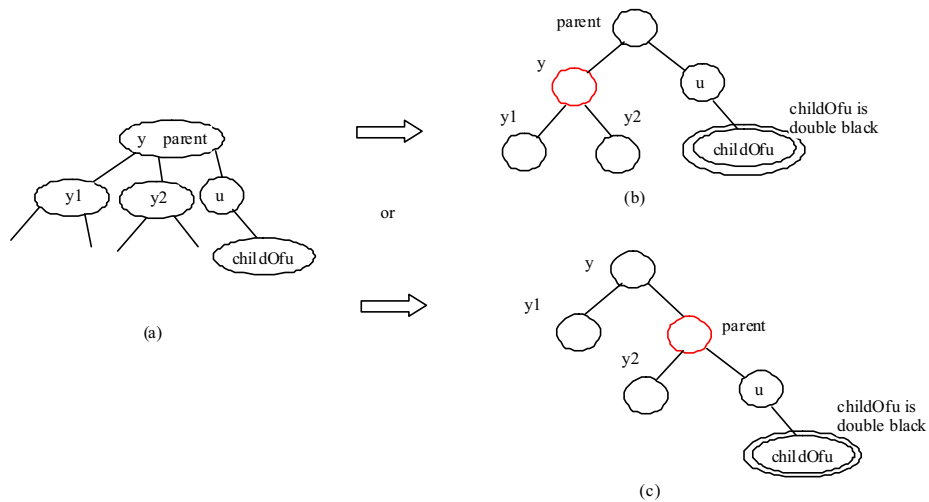 y parent
y1
y2
u
childOfu
(a)
or
parent
y
u
y1
y2
childOfu is
double black
childOfu
(b)
y
y1
parent
y2
u
childOfu is
double black
childOfu
(c)